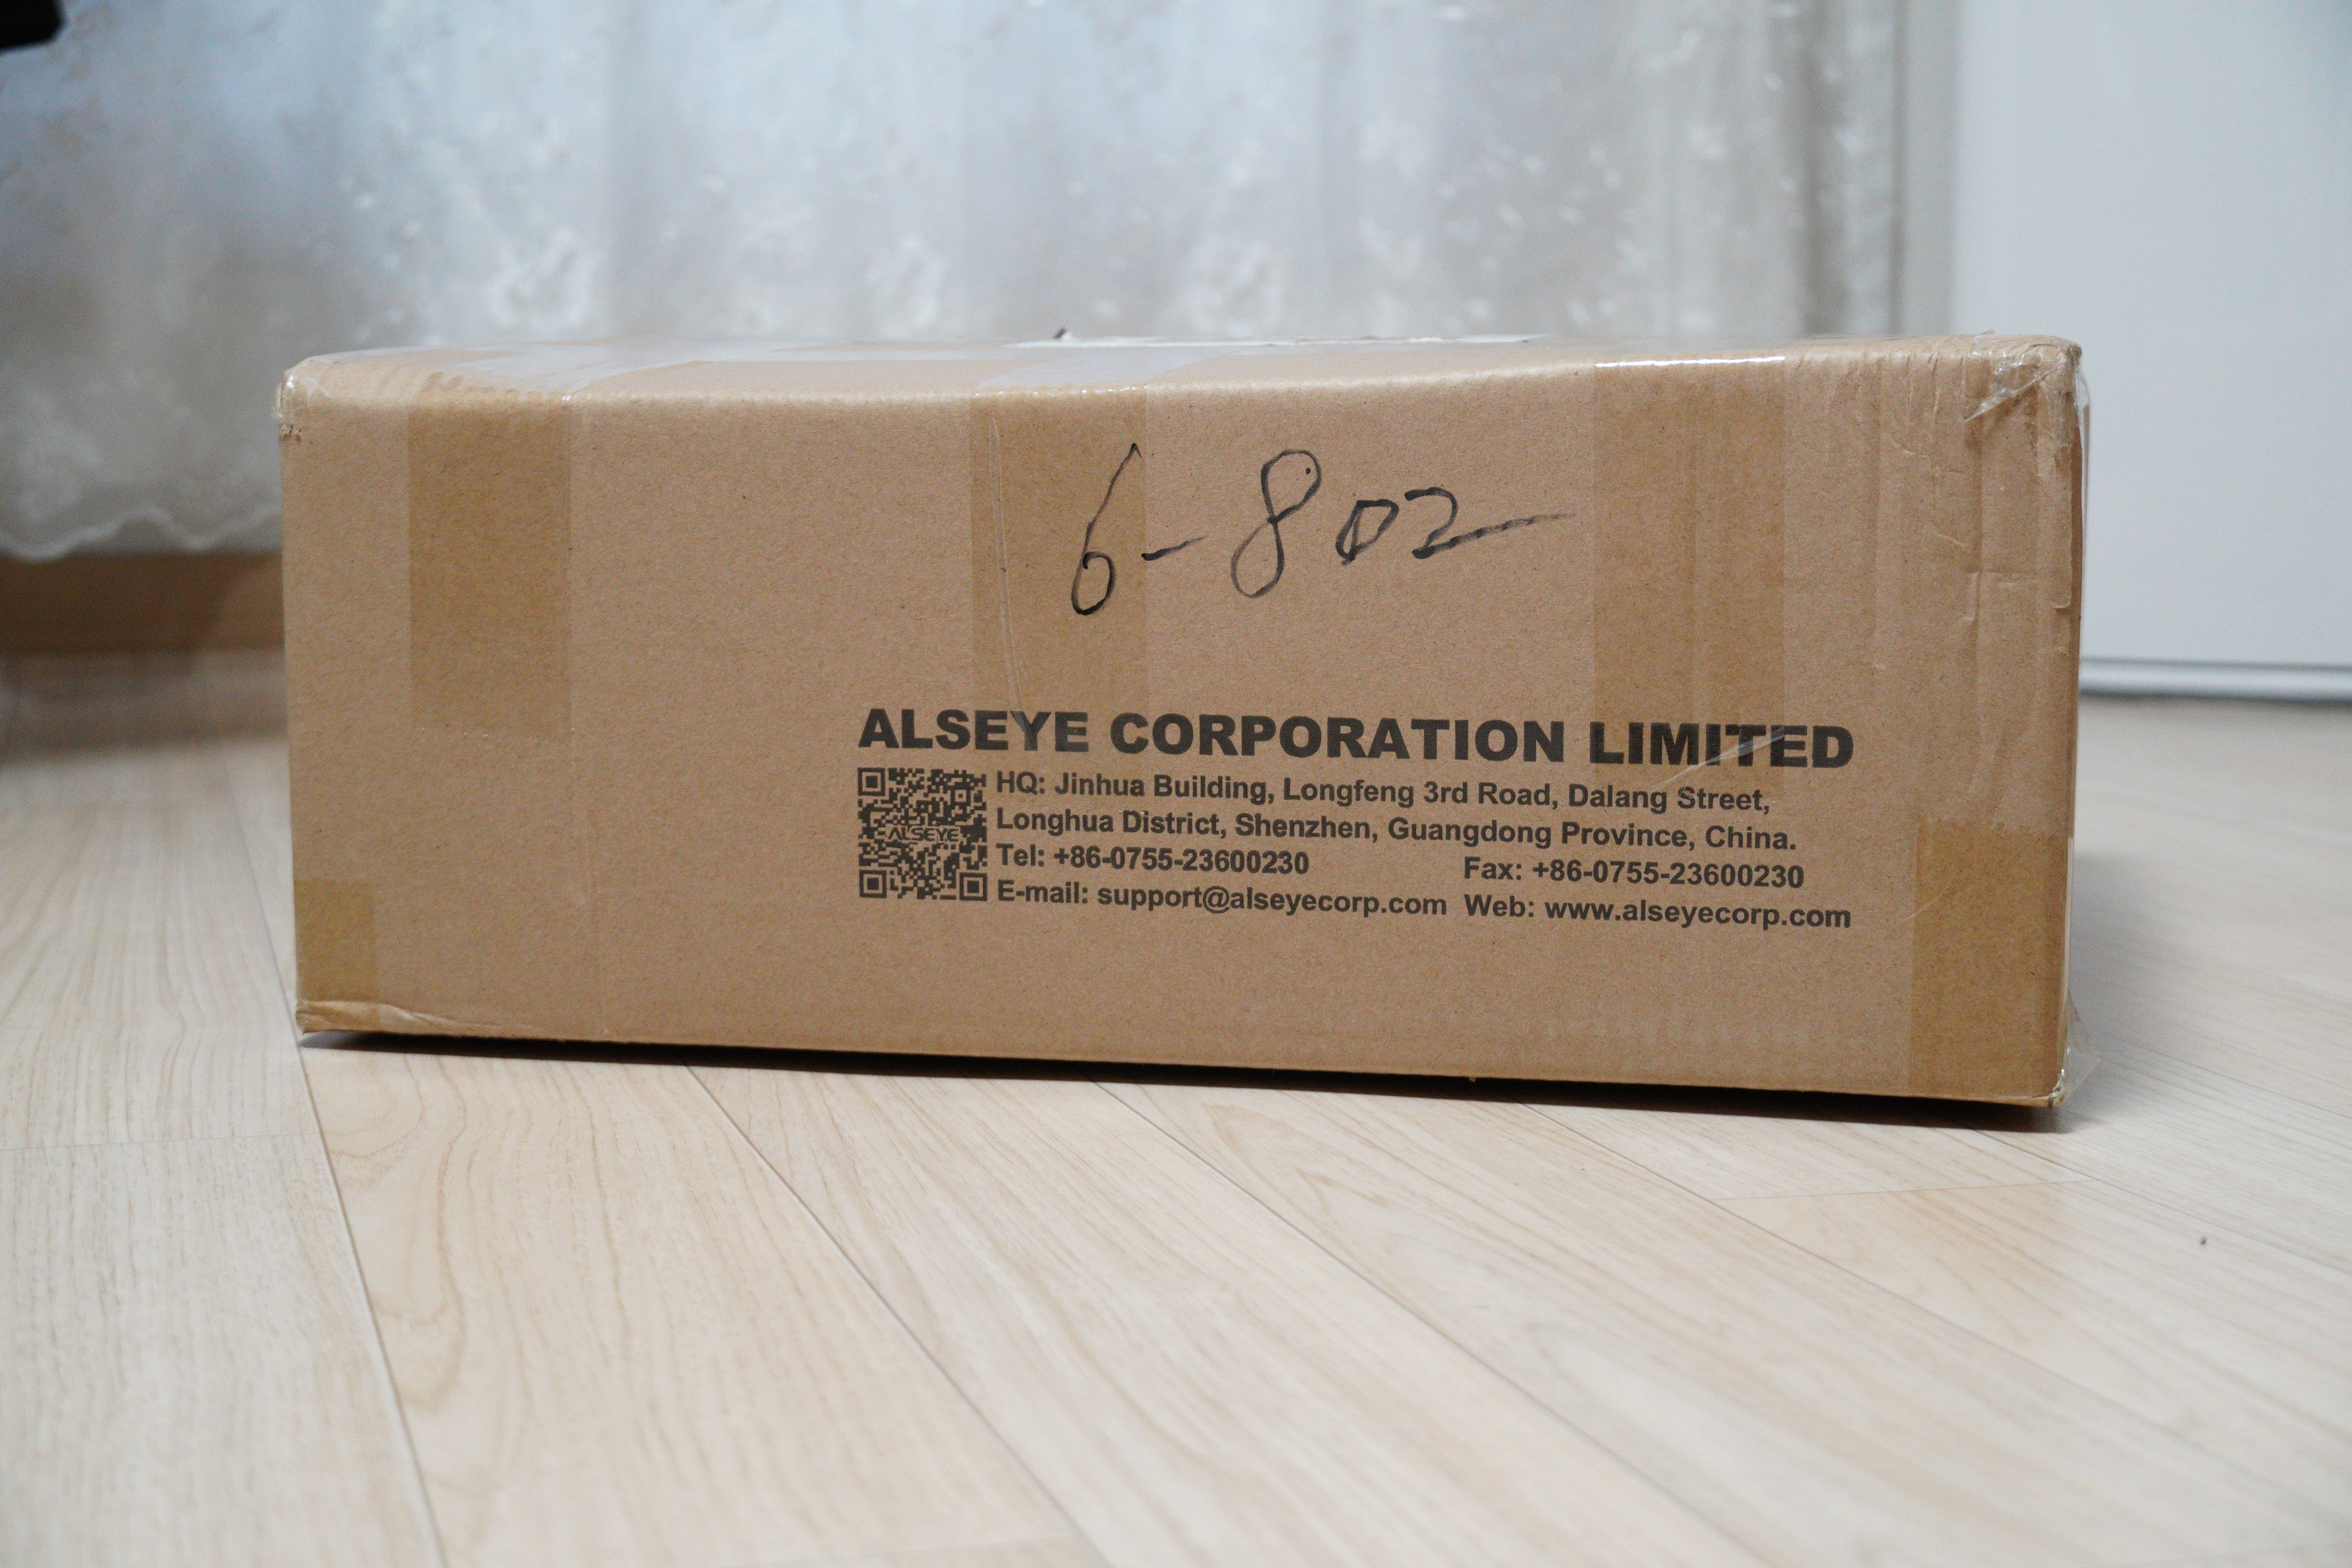 6-802
ALSEYE CORPORATION LIMITED
HQ: Jinhua Building, Longfeng 3rd Road, Dalang Street,
Longhua District, Shenzhen, Guangdong Province, China.
Tel: +86-0755-23600230 Fax: +86-0755-23600230
E-mail: support@alseyecorp.com Web: www.alseyecorp.com
ALSEYE